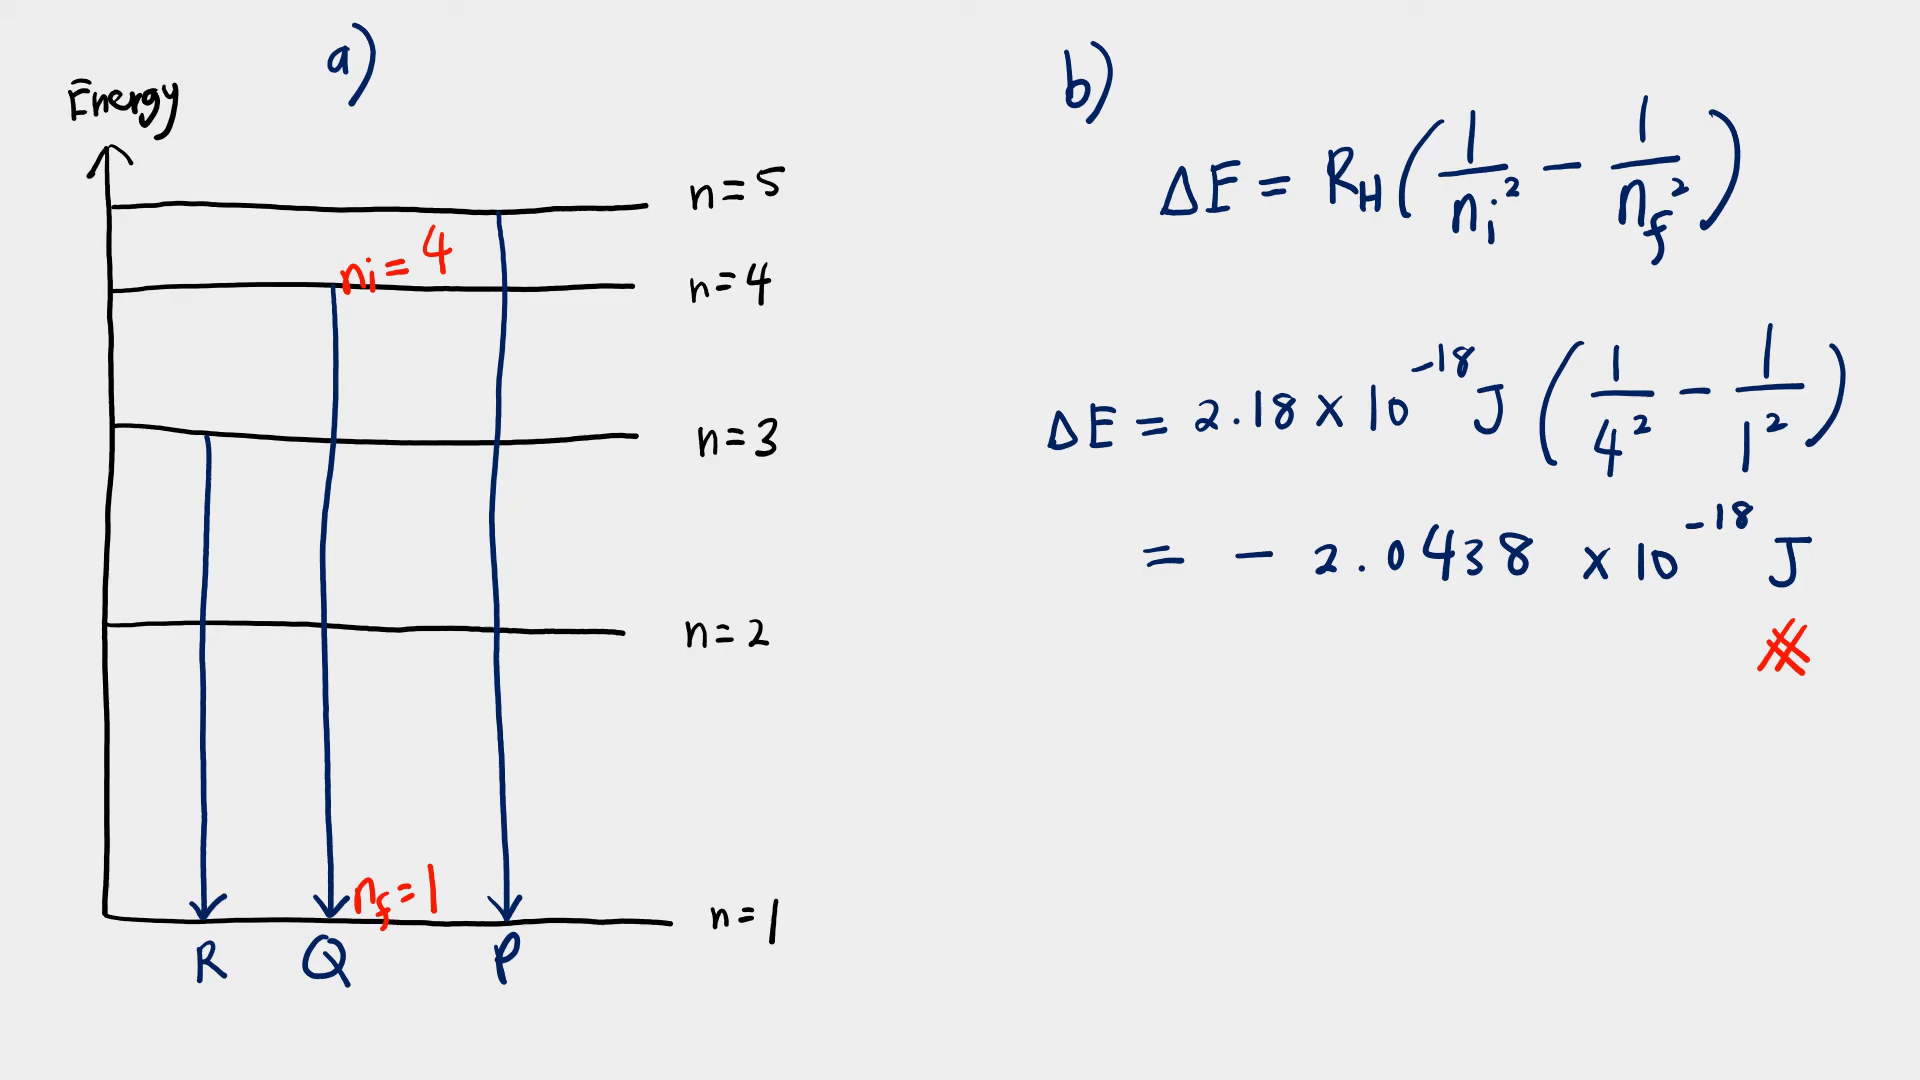 a)
Energy
n=5
ni=4
n=4
n=3
n=2
nf=1
n=1
R Q P
b)
ΔE = RH(1/ni² − 1/nf²)
ΔE = 2.18 × 10⁻¹⁸ J (1/4² − 1/1²)
= − 2.0438 × 10⁻¹⁸ J